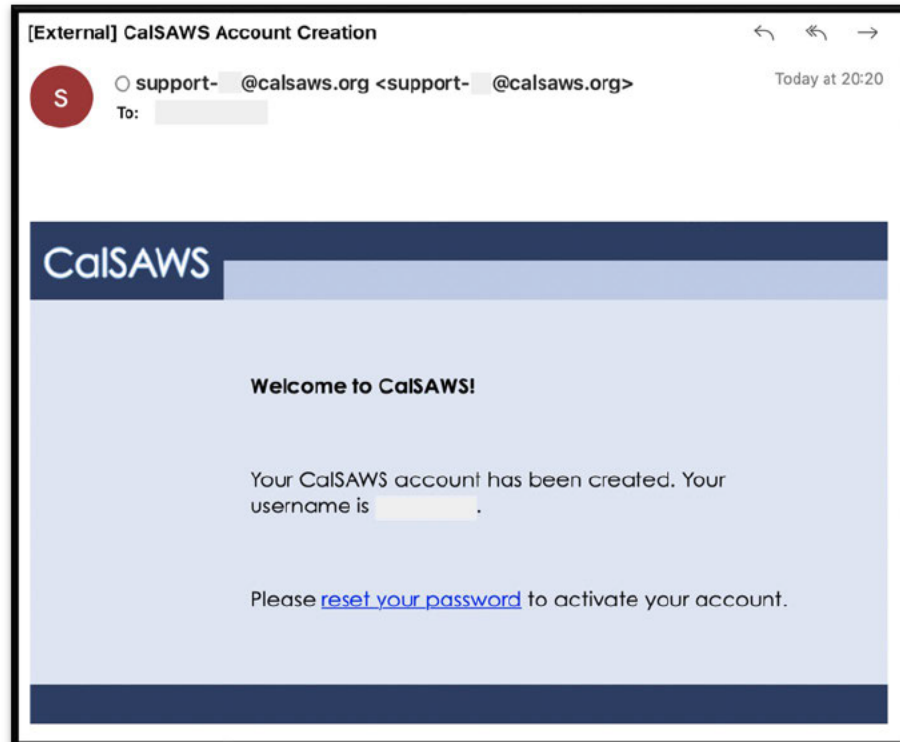 [External] CalSAWS Account Creation
S
support- @calsaws.org <support- @calsaws.org>
Today at 20:20
To:
CalSAWS
Welcome to CalSAWS!
Your CalSAWS account has been created. Your
username is .
Please reset your password to activate your account.